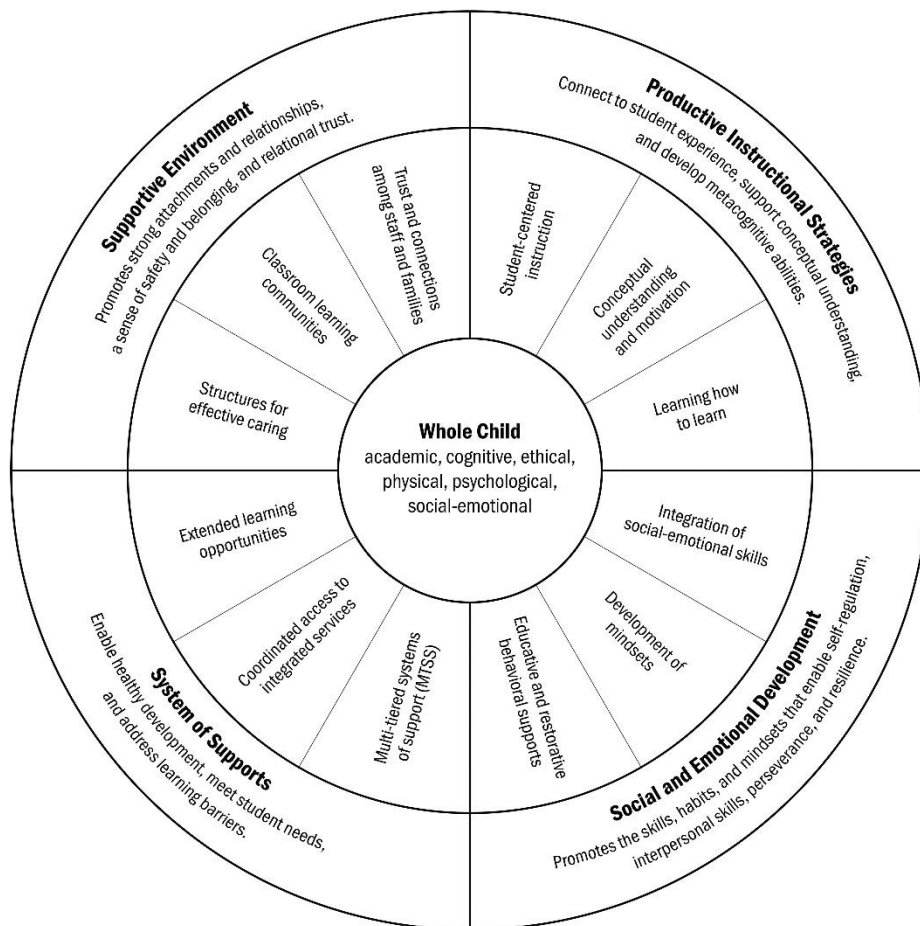 Supportive Environment
Promotes strong attachments and relationships,
a sense of safety and belonging, and relational trust.
Productive Instructional Strategies
Connect to student experience, support conceptual understanding,
and develop metacognitive abilities.
Trust and connections
among staff and families
Classroom learning
communities
Structures for
effective caring
Student-centered
instruction
Conceptual
understanding
and motivation
Learning how
to learn
Whole Child
academic, cognitive, ethical,
physical, psychological,
social-emotional
Extended learning
opportunities
Coordinated access to
integrated services
Multi-tiered systems
of support (MTSS)
Integration of
social-emotional skills
Development of
mindsets
Educative and restorative
behavioral supports
System of Supports
Enable healthy development, meet student needs,
and address learning barriers.
Social and Emotional Development
Promotes the skills, habits, and mindsets that enable self-regulation,
interpersonal skills, perseverance, and resilience.